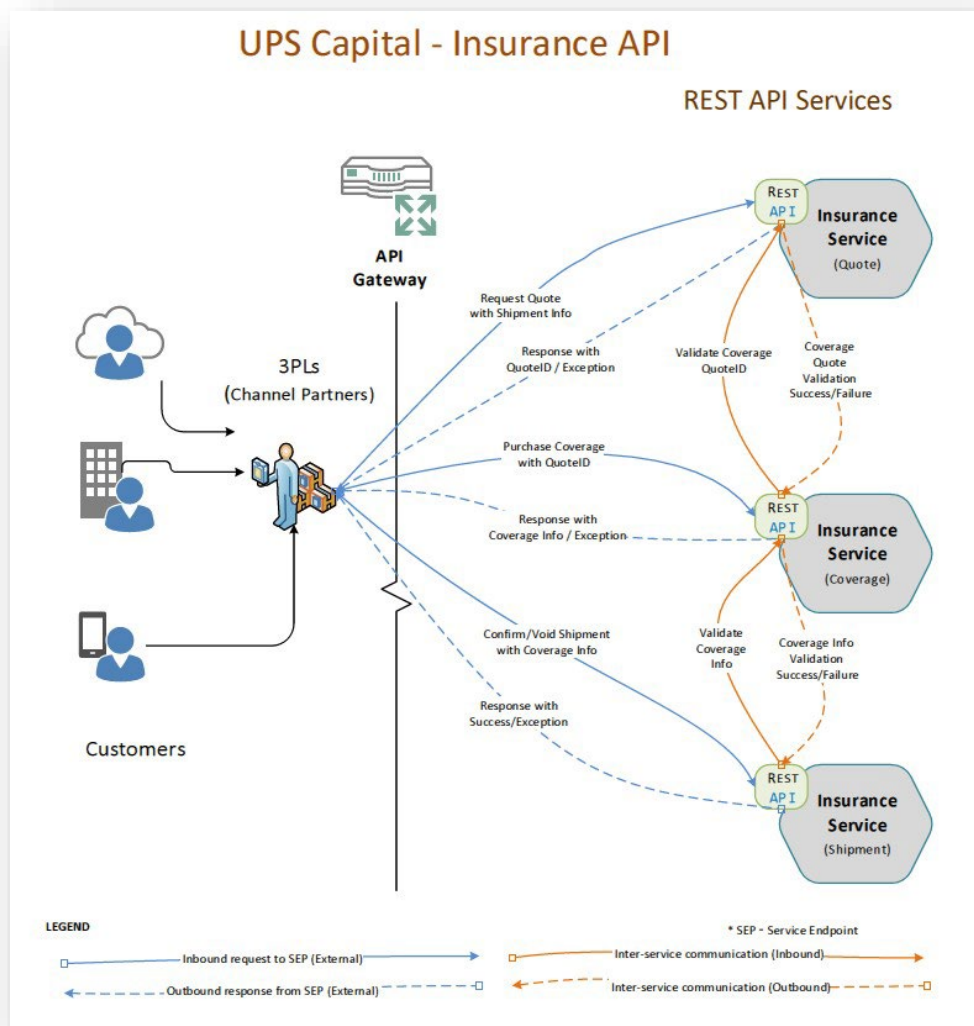 UPS Capital - Insurance API
REST API Services
API
Gateway
3PLs
(Channel Partners)
Customers
Request Quote
with Shipment Info
Response with
QuoteID / Exception
Purchase Coverage
with QuoteID
Response with
Coverage Info / Exception
Confirm/Void Shipment
with Coverage Info
Response with
Success/Exception
Validate Coverage
QuoteID
Coverage
Quote
Validation
Success/Failure
Validate
Coverage
Info
Coverage Info
Validation
Success/Failure
REST
API
Insurance
Service
(Quote)
REST
API
Insurance
Service
(Coverage)
REST
API
Insurance
Service
(Shipment)
LEGEND
* SEP - Service Endpoint
Inbound request to SEP (External)
Inter-service communication (Inbound)
Outbound response from SEP (External)
Inter-service communication (Outbound)